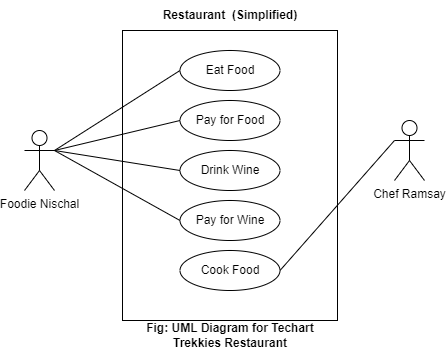 Restaurant (Simplified)
Eat Food
Pay for Food
Drink Wine
Pay for Wine
Cook Food
Foodie Nischal
Chef Ramsay
Fig: UML Diagram for Techart
Trekkies Restaurant